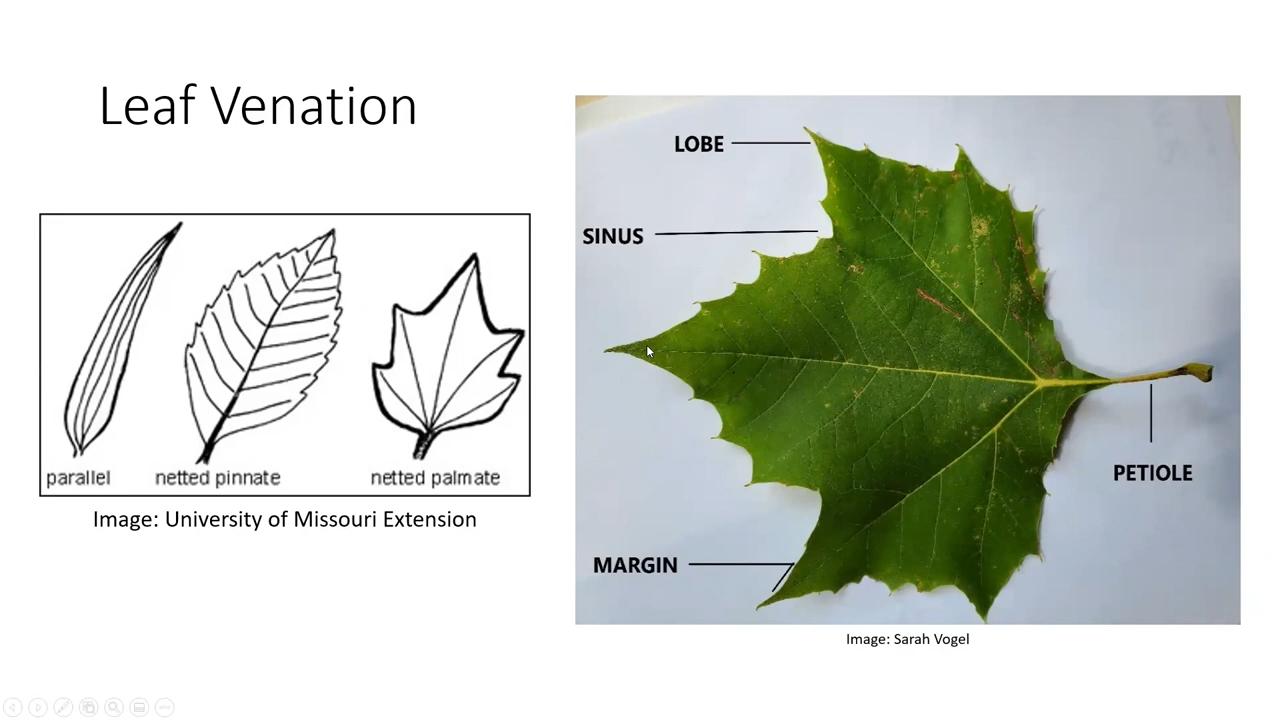 Leaf Venation
parallel
netted pinnate
netted palmate
Image: University of Missouri Extension
LOBE
SINUS
PETIOLE
MARGIN
Image: Sarah Vogel